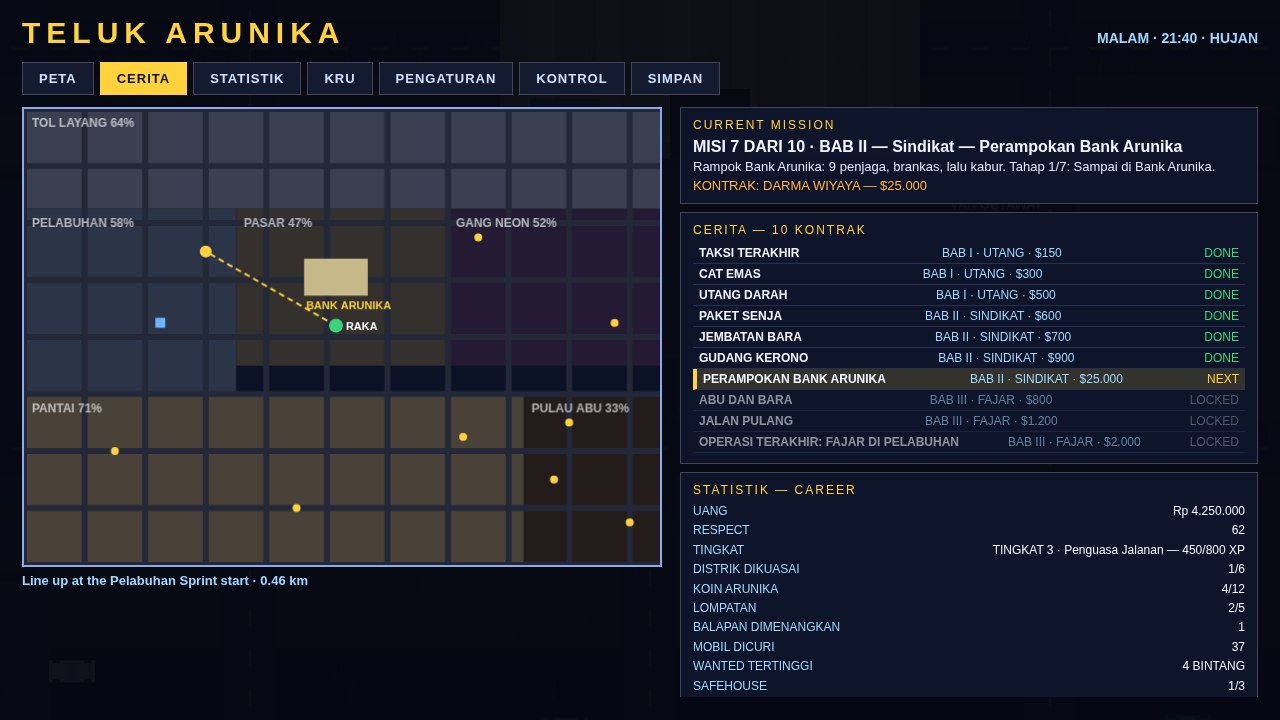 TELUK ARUNIKA
MALAM · 21:40 · HUJAN
PETA CERITA STATISTIK KRU PENGATURAN KONTROL SIMPAN
TOL LAYANG 64%
PELABUHAN 58% PASAR 47% GANG NEON 52%
BANK ARUNIKA
RAKA
PANTAI 71% PULAU ABU 33%
Line up at the Pelabuhan Sprint start · 0.46 km
CURRENT MISSION
MISI 7 DARI 10 · BAB II — Sindikat — Perampokan Bank Arunika
Rampok Bank Arunika: 9 penjaga, brankas, lalu kabur. Tahap 1/7: Sampai di Bank Arunika.
KONTRAK: DARMA WIYAYA — $25.000
CERITA — 10 KONTRAK
TAKSI TERAKHIR BAB I · UTANG · $150 DONE
CAT EMAS BAB I · UTANG · $300 DONE
UTANG DARAH BAB I · UTANG · $500 DONE
PAKET SENJA BAB II · SINDIKAT · $600 DONE
JEMBATAN BARA BAB II · SINDIKAT · $700 DONE
GUDANG KERONO BAB II · SINDIKAT · $900 DONE
PERAMPOKAN BANK ARUNIKA BAB II · SINDIKAT · $25.000 NEXT
ABU DAN BARA BAB III · FAJAR · $800 LOCKED
JALAN PULANG BAB III · FAJAR · $1.200 LOCKED
OPERASI TERAKHIR: FAJAR DI PELABUHAN BAB III · FAJAR · $2.000 LOCKED
STATISTIK — CAREER
UANG Rp 4.250.000
RESPECT 62
TINGKAT TINGKAT 3 · Penguasa Jalanan — 450/800 XP
DISTRIK DIKUASAI 1/6
KOIN ARUNIKA 4/12
LOMPATAN 2/5
BALAPAN DIMENANGKAN 1
MOBIL DICURI 37
WANTED TERTINGGI 4 BINTANG
SAFEHOUSE 1/3